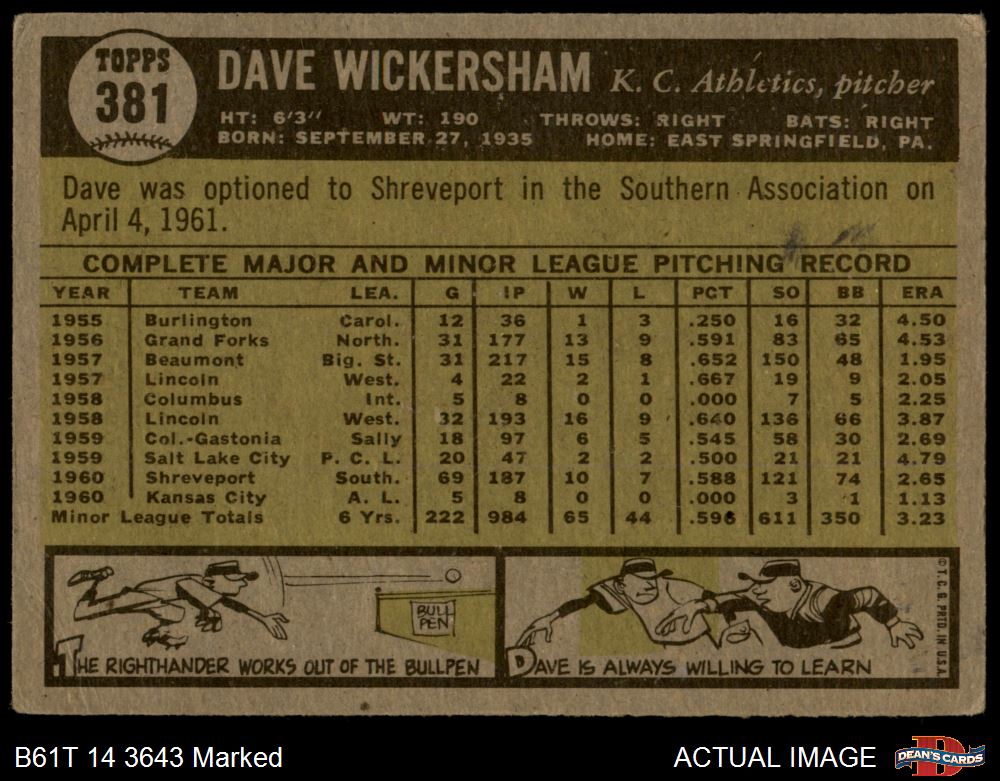 TOPPS
381
DAVE WICKERSHAM K. C. Athletics, pitcher
HT: 6'3" WT: 190 THROWS: RIGHT BATS: RIGHT
BORN: SEPTEMBER 27, 1935 HOME: EAST SPRINGFIELD, PA.
Dave was optioned to Shreveport in the Southern Association on
April 4, 1961.
COMPLETE MAJOR AND MINOR LEAGUE PITCHING RECORD
YEAR TEAM LEA. G IP W L PCT SO BB ERA
1955 Burlington Carol. 12 36 1 3 .250 16 32 4.50
1956 Grand Forks North. 31 177 13 9 .591 83 65 4.53
1957 Beaumont Big. St. 31 217 15 8 .652 150 48 1.95
1957 Lincoln West. 4 22 2 1 .667 19 9 2.05
1958 Columbus Int. 5 8 0 0 .000 7 5 2.25
1958 Lincoln West. 32 193 16 9 .640 136 66 3.87
1959 Col.-Gastonia Sally 18 97 6 5 .545 58 30 2.69
1959 Salt Lake City P. C. L. 20 47 2 2 .500 21 21 4.79
1960 Shreveport South. 69 187 10 7 .588 121 74 2.65
1960 Kansas City A. L. 5 8 0 0 .000 3 1 1.13
Minor League Totals 6 Yrs. 222 984 65 44 .596 611 350 3.23
BULL
PEN
THE RIGHTHANDER WORKS OUT OF THE BULLPEN
DAVE IS ALWAYS WILLING TO LEARN
© T. C. G. PRTD. IN U.S.A.
B61T 14 3643 Marked
ACTUAL IMAGE
D
DEAN'S CARDS